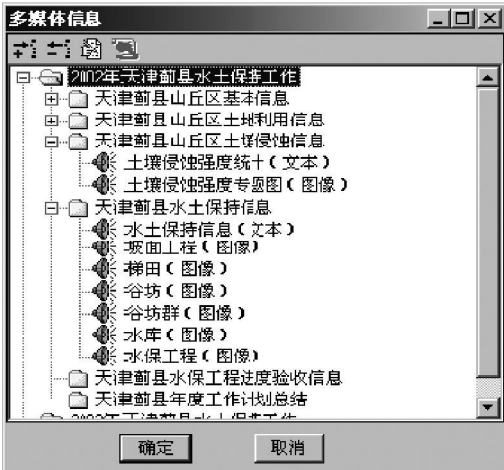 多媒体信息
2002年天津蓟县水土保持工作
天津蓟县山丘区基本信息
天津蓟县山丘区土地利用信息
天津蓟县山丘区土壤侵蚀信息
土壤侵蚀强度统计(文本)
土壤侵蚀强度专题图(图像)
天津蓟县水土保持信息
水土保持信息(文本)
坡面工程(图像)
梯田(图像)
谷坊(图像)
谷坊群(图像)
水库(图像)
水保工程(图像)
天津蓟县水保工程进度验收信息
天津蓟县年度工作计划总结
确定 取消